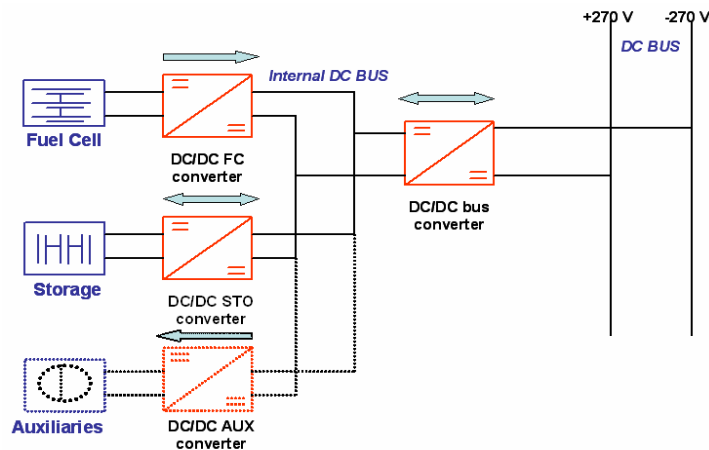 +270 V
-270 V
DC BUS
Internal DC BUS
Fuel Cell
DC/DC FC
converter
DC/DC bus
converter
Storage
DC/DC STO
converter
Auxiliaries
DC/DC AUX
converter